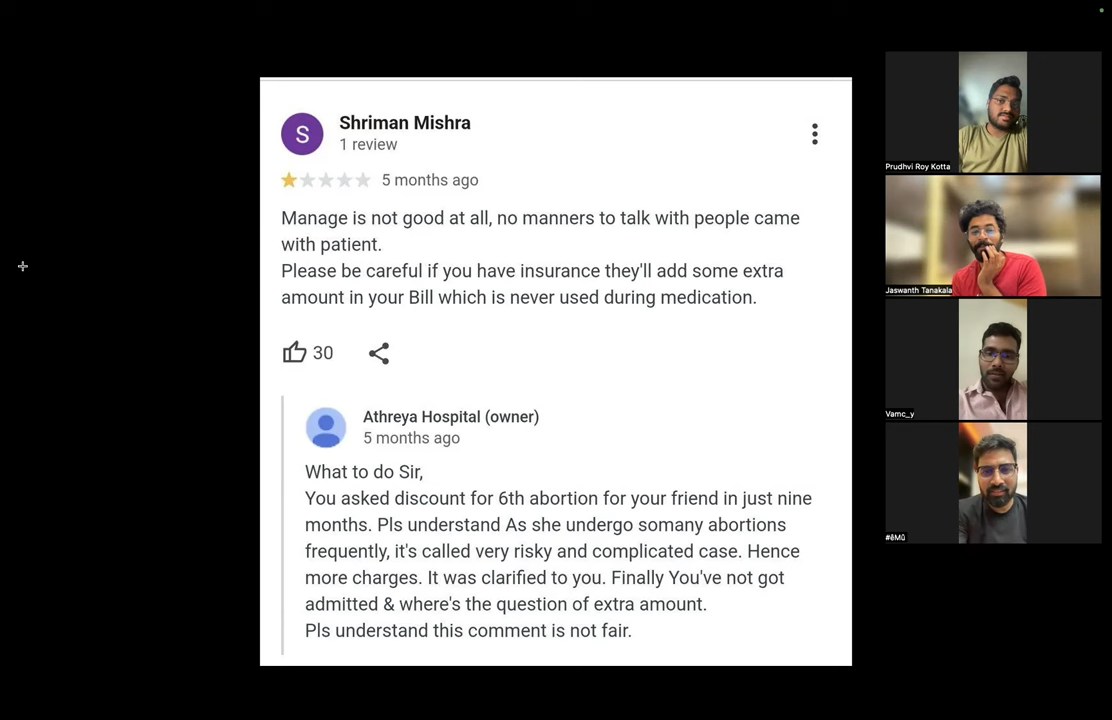 S
Shriman Mishra
1 review
5 months ago
Manage is not good at all, no manners to talk with people came
with patient.
Please be careful if you have insurance they'll add some extra
amount in your Bill which is never used during medication.
30
Athreya Hospital (owner)
5 months ago
What to do Sir,
You asked discount for 6th abortion for your friend in just nine
months. Pls understand As she undergo somany abortions
frequently, it's called very risky and complicated case. Hence
more charges. It was clarified to you. Finally You've not got
admitted & where's the question of extra amount.
Pls understand this comment is not fair.
Prudhvi Roy Kotta
Jaswanth Tanakala
Vamc_y
#êMû